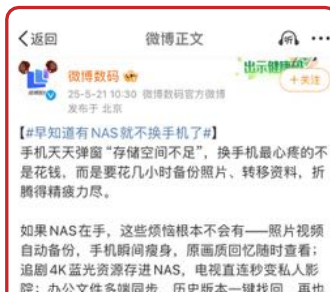 返回
微博正文
听
微博数码
出示健康
+关注
25-5-21 10:30 微博数码官方微博
发布于 北京
【#早知道有NAS就不换手机了#】
手机天天弹窗“存储空间不足”，换手机最心疼的不
是花钱，而是要花几小时备份照片、转移资料，折
腾得精疲力尽。
如果NAS在手，这些烦恼根本不会有——照片视频
自动备份，手机瞬间瘦身，原画质回忆随时查看；
追剧4K蓝光资源存进NAS，电视直连秒变私人影
院；办公文件多端同步，历史版本一键找回，再也